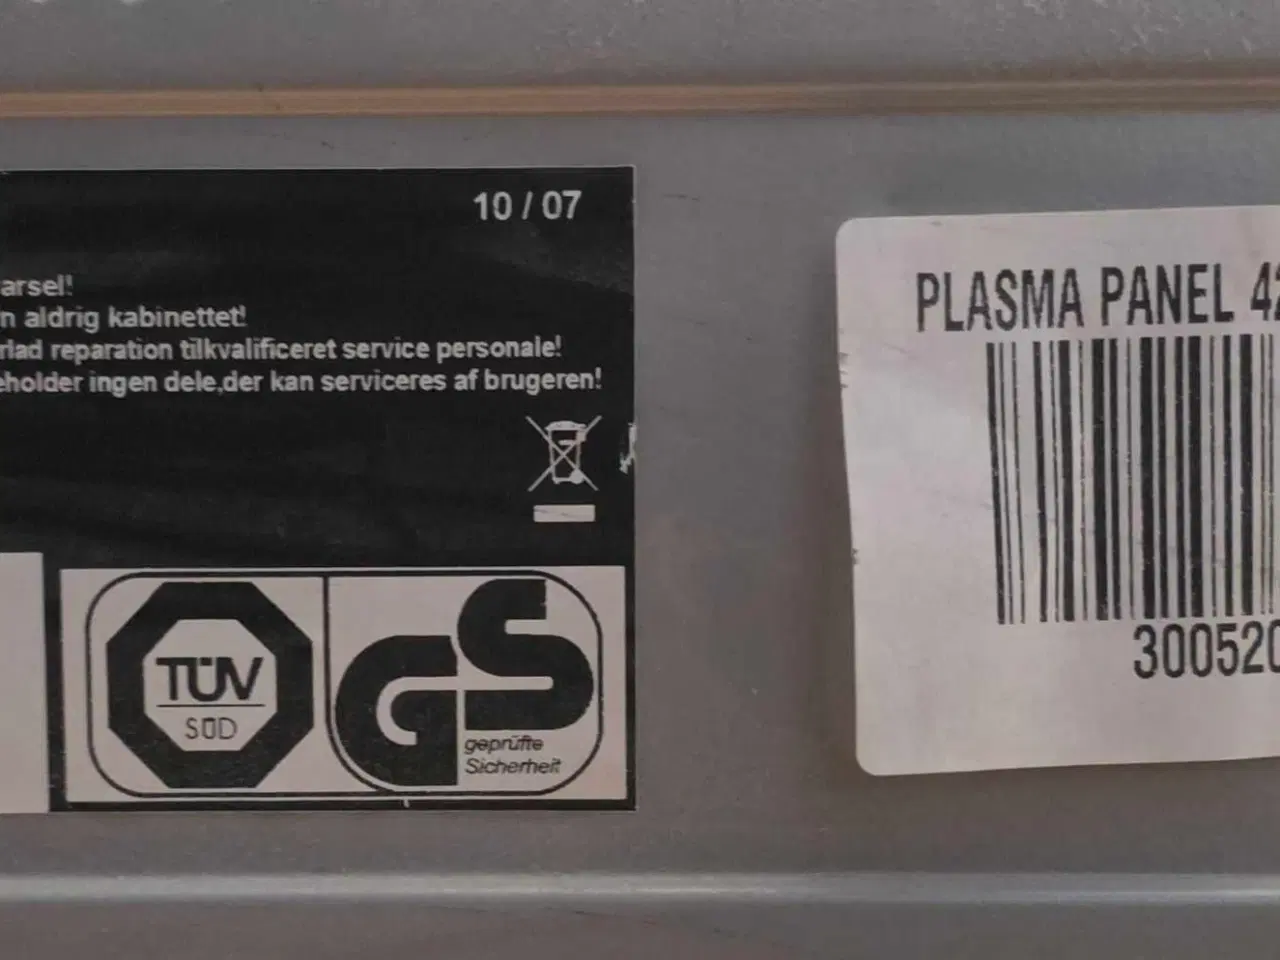 10 / 07
arsel!
n aldrig kabinettet!
rlad reparation tilkvalificeret service personale!
eholder ingen dele,der kan serviceres af brugeren!
TÜV
SÜD
GS
geprüfte
Sicherheit
PLASMA PANEL 42
300520